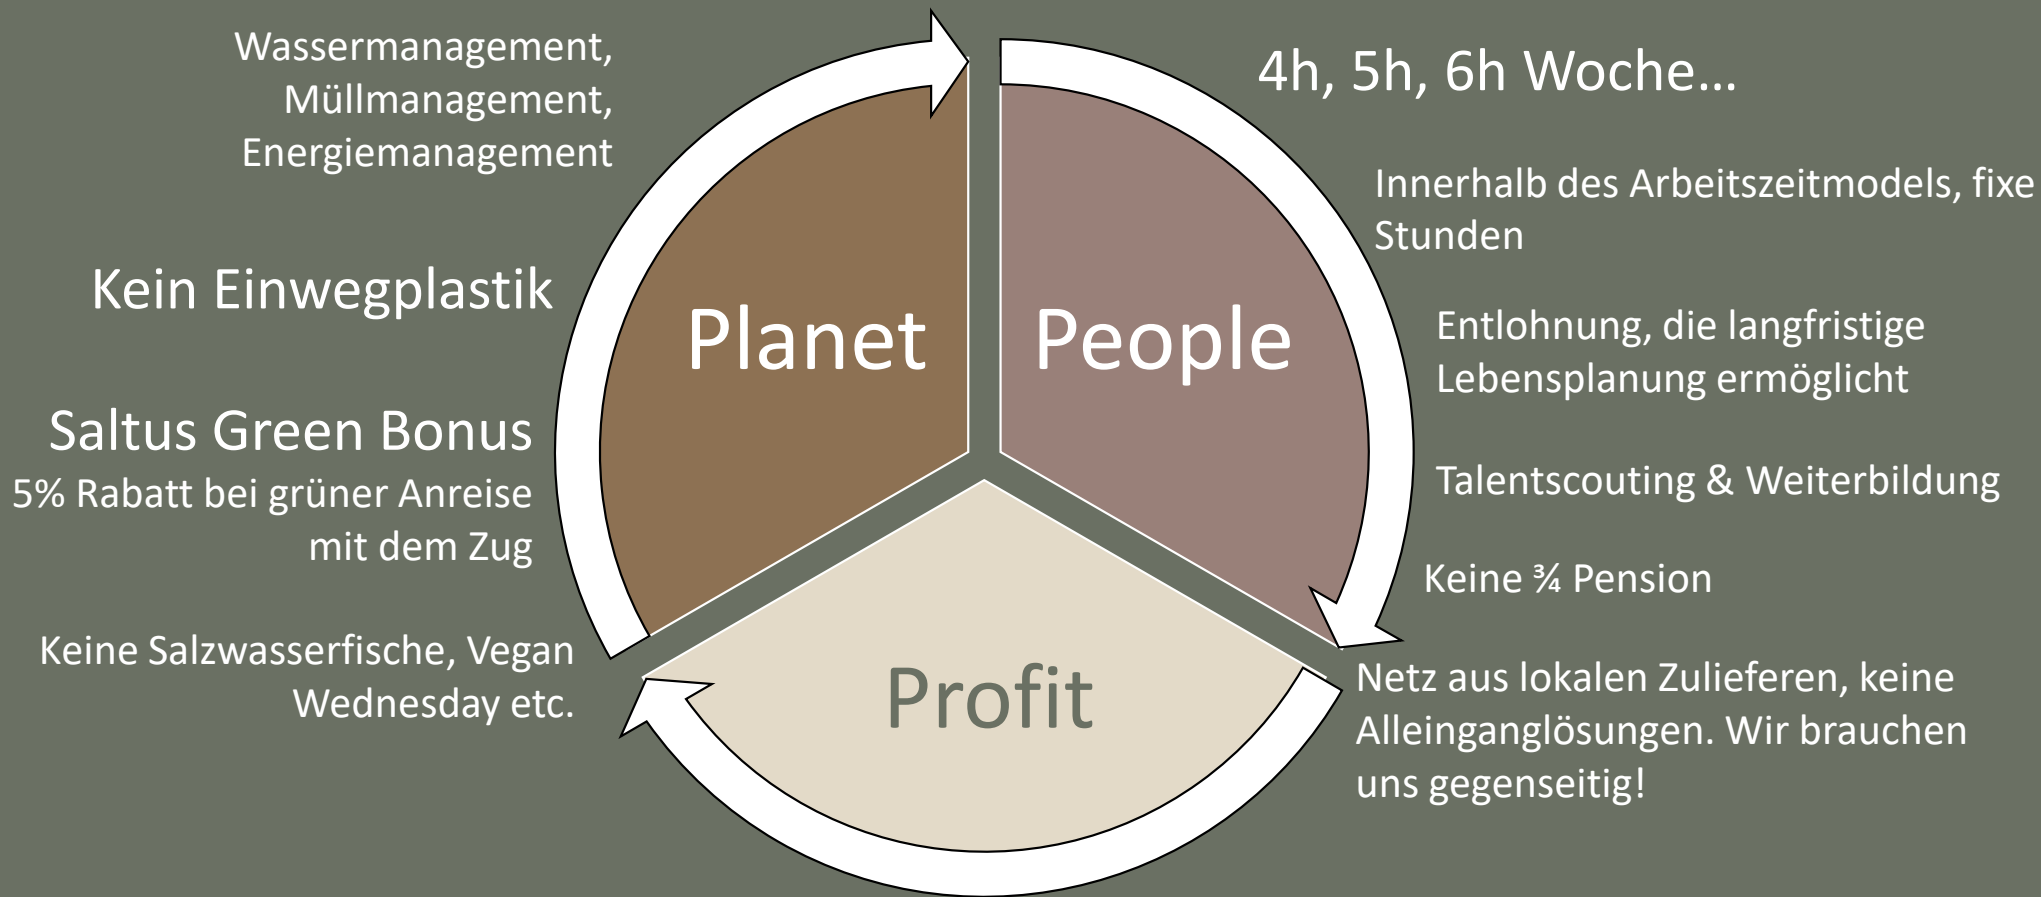 Wassermanagement,
Müllmanagement,
Energiemanagement
Kein Einwegplastik
Saltus Green Bonus
5% Rabatt bei grüner Anreise
mit dem Zug
Keine Salzwasserfische, Vegan
Wednesday etc.
Planet
People
Profit
4h, 5h, 6h Woche…
Innerhalb des Arbeitszeitmodels, fixe
Stunden
Entlohnung, die langfristige
Lebensplanung ermöglicht
Talentscouting & Weiterbildung
Keine ¾ Pension
Netz aus lokalen Zulieferen, keine
Alleinganglösungen. Wir brauchen
uns gegenseitig!